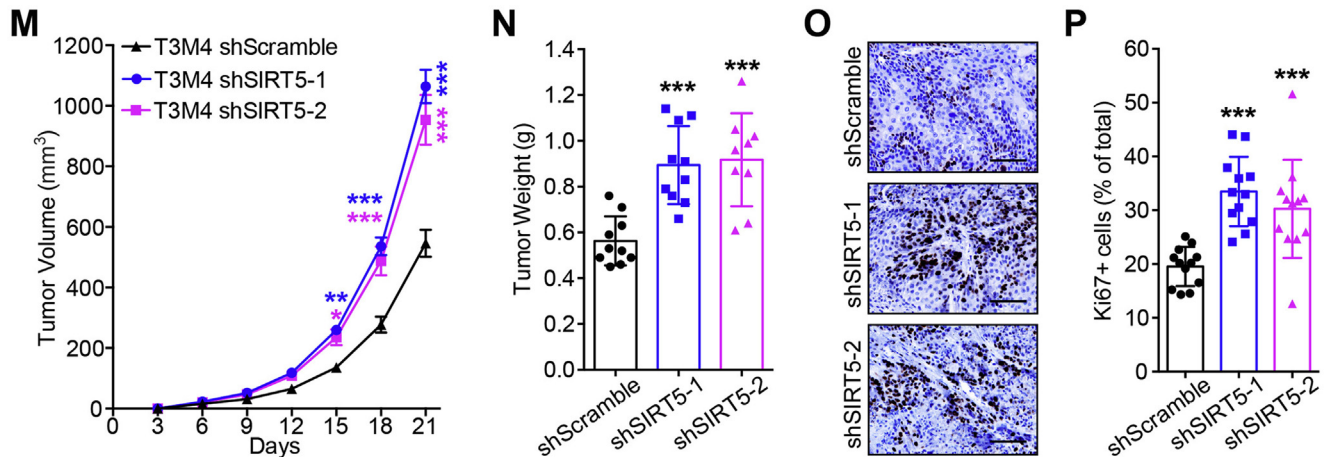 M
T3M4 shScramble
T3M4 shSIRT5-1
T3M4 shSIRT5-2
Tumor Volume (mm³)
1200
1000
800
600
400
200
0
3 6 9 12 15 18 21
Days
**
*
***
***
***
***
N
Tumor Weight (g)
1.4
1.2
1.0
0.8
0.6
0.4
0.2
0.0
***
***
shScramble
shSIRT5-1
shSIRT5-2
O
shScramble
shSIRT5-1
shSIRT5-2
P
Ki67+ cells (% of total)
60
50
40
30
20
10
0
***
***
shScramble
shSIRT5-1
shSIRT5-2